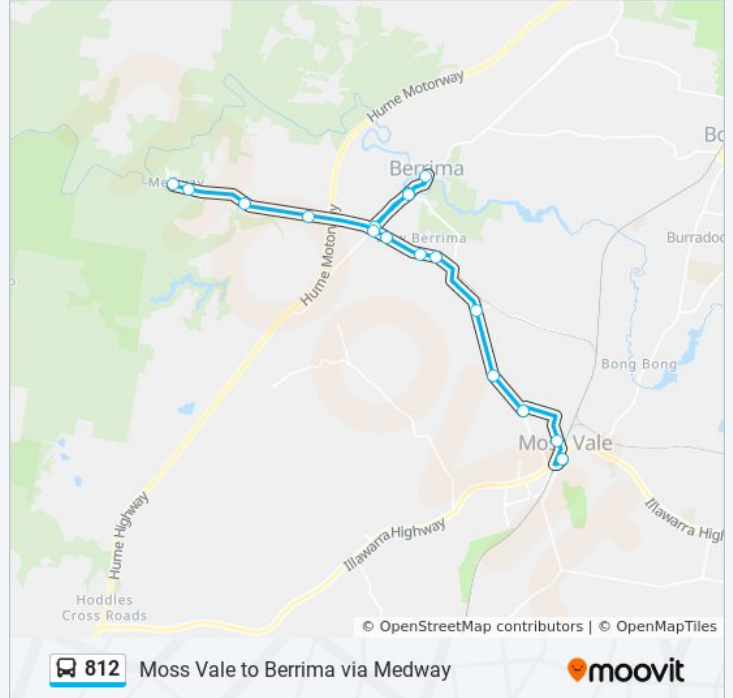 Hume Motorway
Bo
Berrima
Medway
Hume Motorway
Berrima
Burradoo
Bong Bong
Moss Vale
Hume Highway
Illawarra Highway
Illawarra High
Hoddles
Cross Roads
© OpenStreetMap contributors | © OpenMapTiles
812 Moss Vale to Berrima via Medway moovit